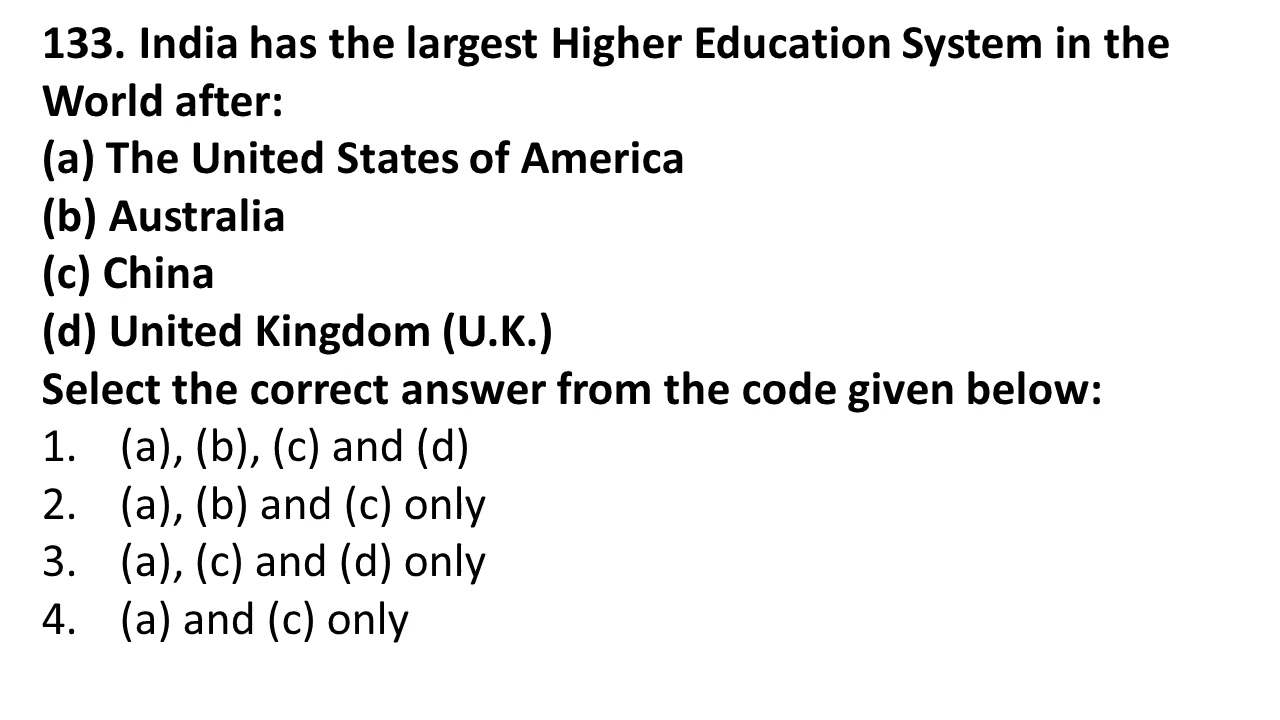 133. India has the largest Higher Education System in the
World after:
(a) The United States of America
(b) Australia
(c) China
(d) United Kingdom (U.K.)
Select the correct answer from the code given below:
1. (a), (b), (c) and (d)
2. (a), (b) and (c) only
3. (a), (c) and (d) only
4. (a) and (c) only